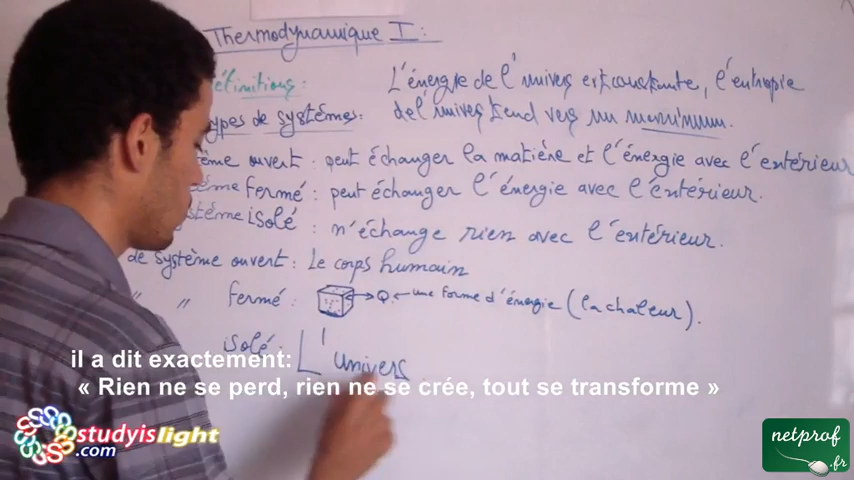 Thermodynamique I:
éfinitions:
L'énergie de l'univers est constante, l'entropie
de l'univers tend vers un maximum.
types de systèmes:
tème ouvert: peut échanger la matière et l'énergie avec l'extérieur
tème fermé: peut échanger l'énergie avec l'extérieur.
stème isolé: n'échange rien avec l'extérieur.
de système ouvert: Le corps humain
" " fermé: Q ← une forme d'énergie (la chaleur).
isolé: L'univers
il a dit exactement:
« Rien ne se perd, rien ne se crée, tout se transforme »
studyislight
.com
netprof
.fr